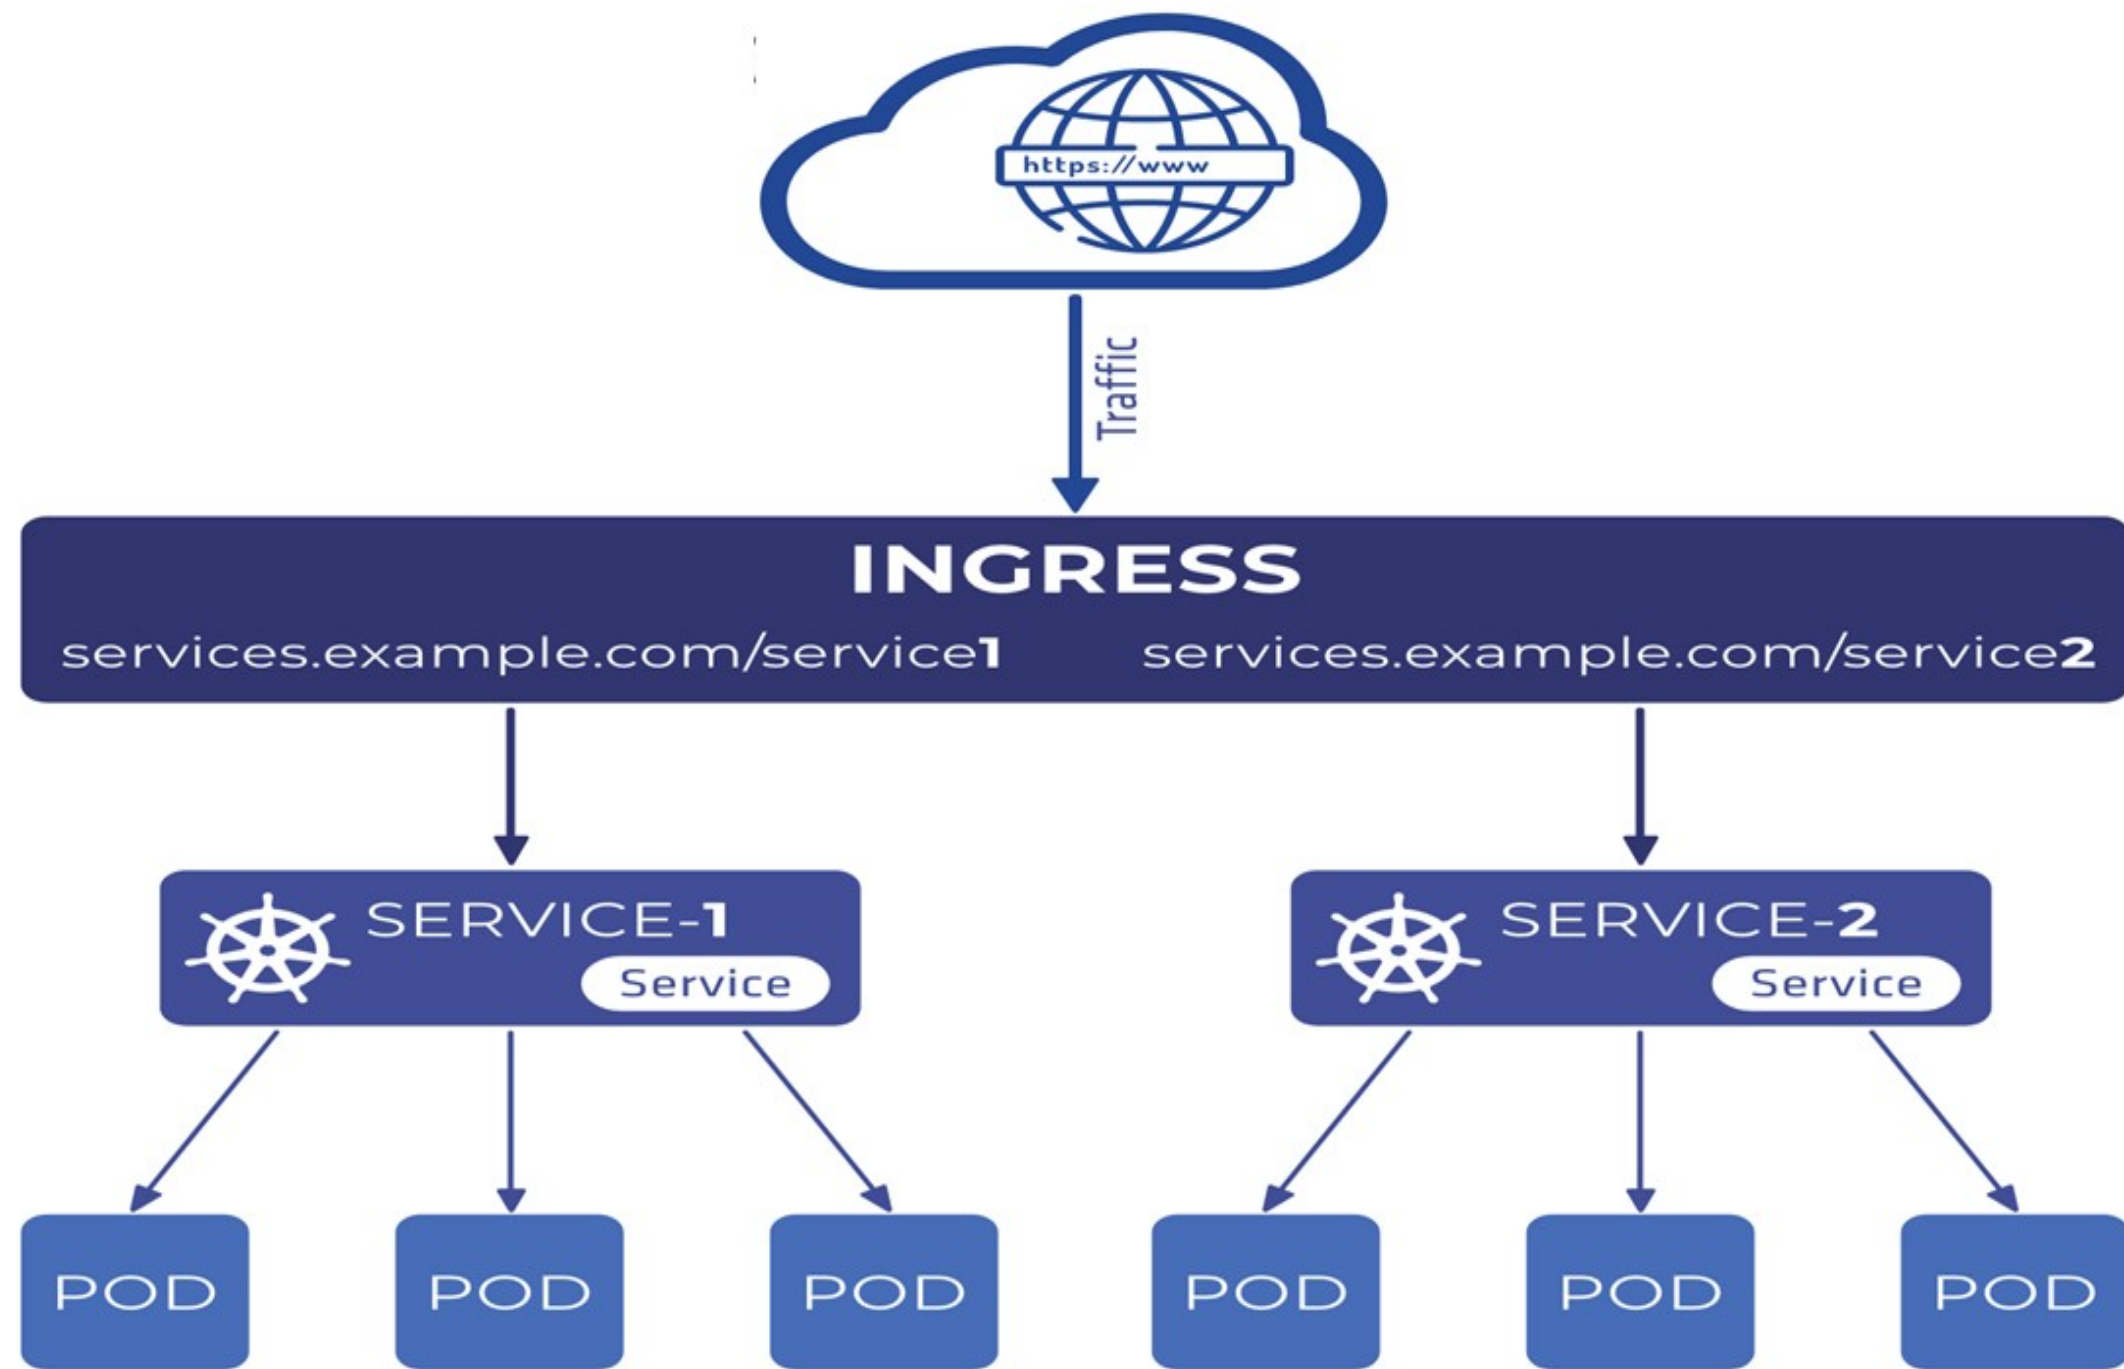 https://www
Traffic
INGRESS
services.example.com/service1 services.example.com/service2
SERVICE-1
Service
SERVICE-2
Service
POD POD POD POD POD POD